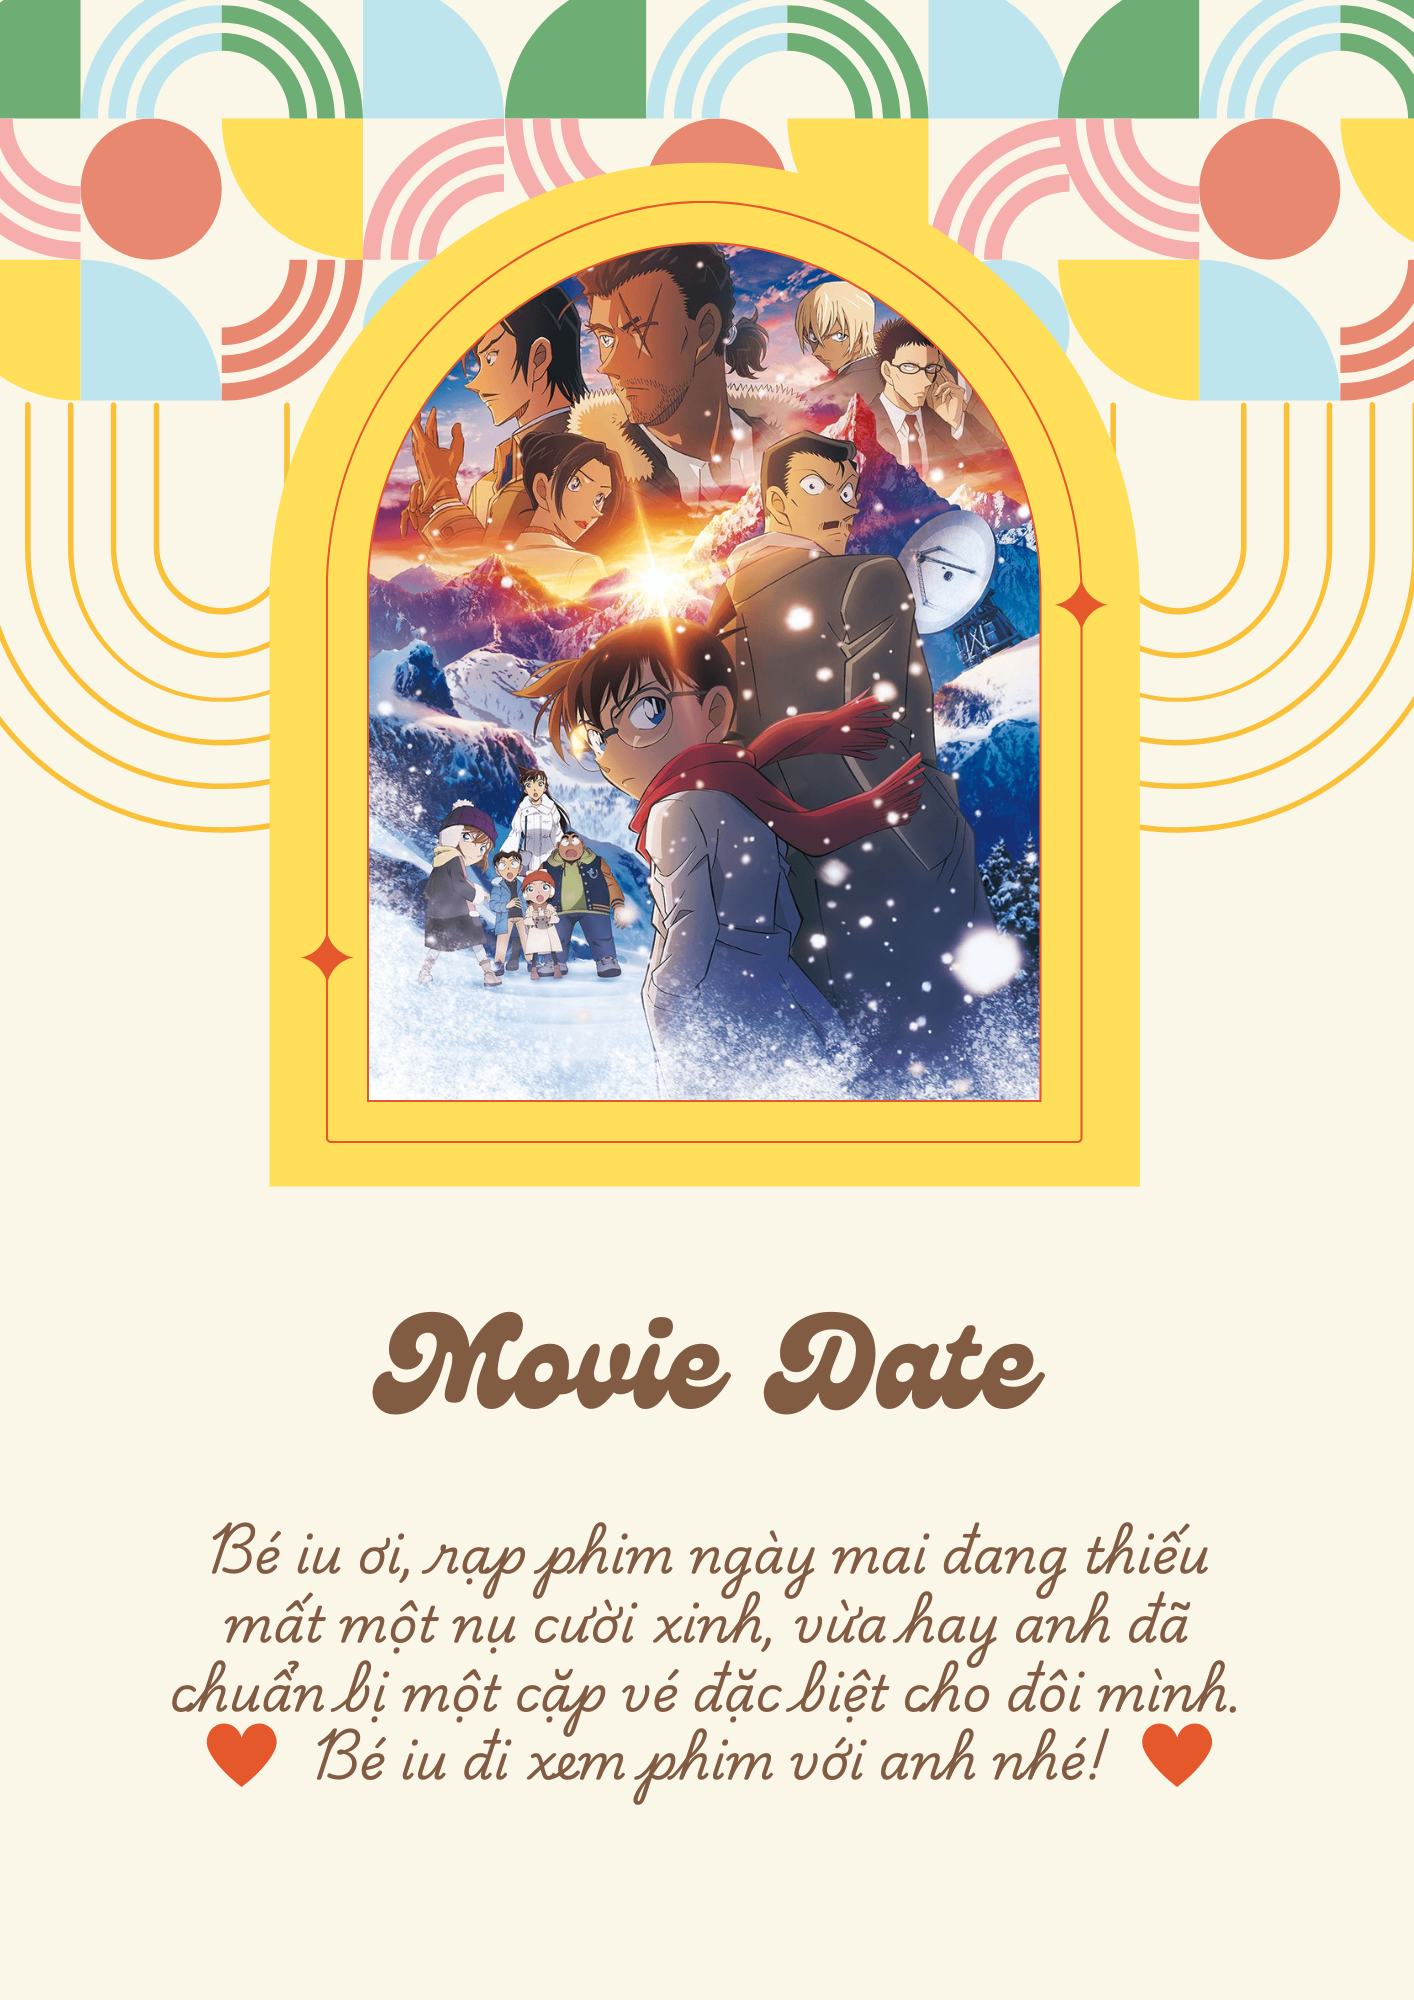 Movie Date
Bé iu ơi, rạp phim ngày mai đang thiếu
mất một nụ cười xinh, vừa hay anh đã
chuẩn bị một cặp vé đặc biệt cho đôi mình.
Bé iu đi xem phim với anh nhé!